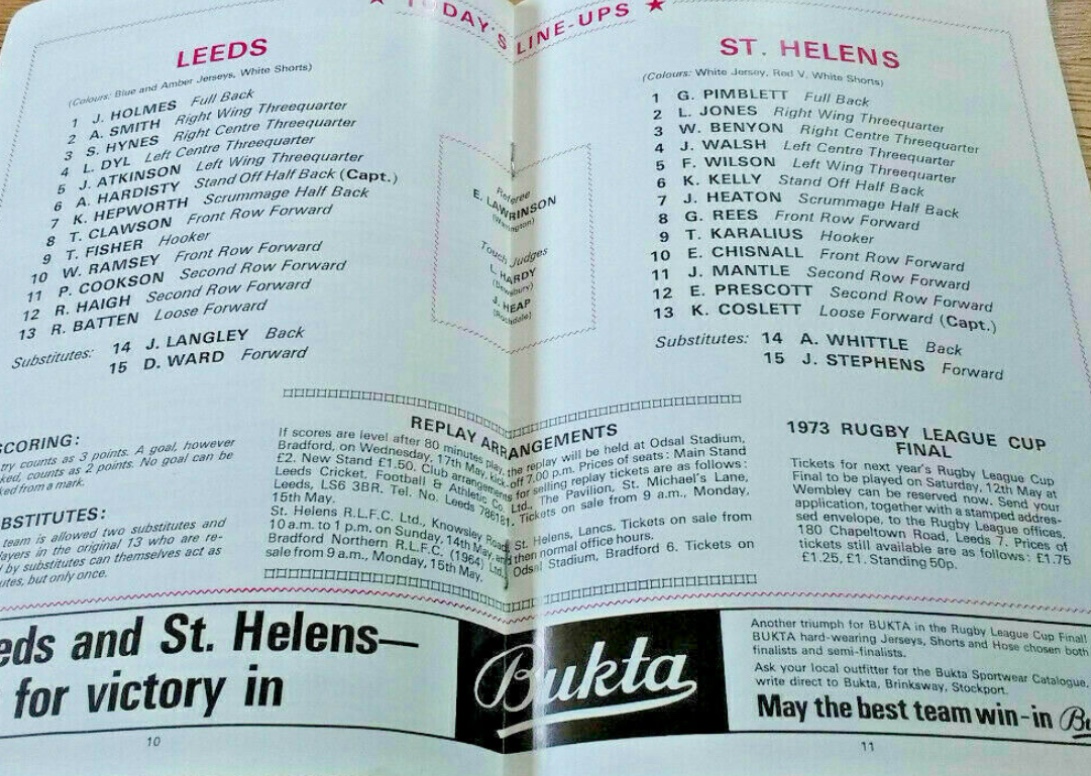 ★ TODAY'S LINE-UPS ★
LEEDS
(Colours: Blue and Amber Jerseys, White Shorts)
1 J. HOLMES Full Back
2 A. SMITH Right Wing Threequarter
3 S. HYNES Right Centre Threequarter
4 L. DYL Left Centre Threequarter
5 J. ATKINSON Left Wing Threequarter
6 A. HARDISTY Stand Off Half Back (Capt.)
7 K. HEPWORTH Scrummage Half Back
8 T. CLAWSON Front Row Forward
9 T. FISHER Hooker
10 W. RAMSEY Front Row Forward
11 P. COOKSON Second Row Forward
12 R. HAIGH Second Row Forward
13 R. BATTEN Loose Forward
Substitutes: 14 J. LANGLEY Back
15 D. WARD Forward
Referee
E. LAWRINSON
(Warrington)
Touch Judges
L. HARDY
(Dewsbury)
J. HEAP
(Rochdale)
ST. HELENS
(Colours: White Jersey, Red V, White Shorts)
1 G. PIMBLETT Full Back
2 L. JONES Right Wing Threequarter
3 W. BENYON Right Centre Threequarter
4 J. WALSH Left Centre Threequarter
5 F. WILSON Left Wing Threequarter
6 K. KELLY Stand Off Half Back
7 J. HEATON Scrummage Half Back
8 G. REES Front Row Forward
9 T. KARALIUS Hooker
10 E. CHISNALL Front Row Forward
11 J. MANTLE Second Row Forward
12 E. PRESCOTT Second Row Forward
13 K. COSLETT Loose Forward (Capt.)
Substitutes: 14 A. WHITTLE Back
15 J. STEPHENS Forward
CORING:
try counts as 3 points. A goal, however
ked, counts as 2 points. No goal can be
ked from a mark.
BSTITUTES:
team is allowed two substitutes and
layers in the original 13 who are re-
d by substitutes can themselves act as
utes, but only once.
REPLAY ARRANGEMENTS
If scores are level after 80 minutes play, the replay will be held at Odsal Stadium,
Bradford, on Wednesday, 17th May, kick-off 7.00 p.m. Prices of seats: Main Stand
£2. New Stand £1.50. Club arrangements for selling replay tickets are as follows:
Leeds Cricket, Football & Athletic Co. Ltd., The Pavilion, St. Michael's Lane,
Leeds, LS6 3BR. Tel. No. Leeds 786181. Tickets on sale from 9 a.m., Monday,
15th May.
St. Helens R.L.F.C. Ltd., Knowsley Road, St. Helens, Lancs. Tickets on sale from
10 a.m. to 1 p.m. on Sunday, 14th May, and then normal office hours.
Bradford Northern R.L.F.C. (1964) Ltd., Odsal Stadium, Bradford 6. Tickets on
sale from 9 a.m., Monday, 15th May.
1973 RUGBY LEAGUE CUP
FINAL
Tickets for next year's Rugby League Cup
Final to be played on Saturday, 12th May at
Wembley can be reserved now. Send your
application, together with a stamped addres-
sed envelope, to the Rugby League offices,
180 Chapeltown Road, Leeds 7. Prices of
tickets still available are as follows: £1.75
£1.25, £1. Standing 50p.
eds and St. Helens—
for victory in
Bukta
Another triumph for BUKTA in the Rugby League Cup Final
BUKTA hard-wearing Jerseys, Shorts and Hose chosen both
finalists and semi-finalists.
Ask your local outfitter for the Bukta Sportwear Catalogue,
write direct to Bukta, Brinksway, Stockport.
May the best team win-in Bu
10
11